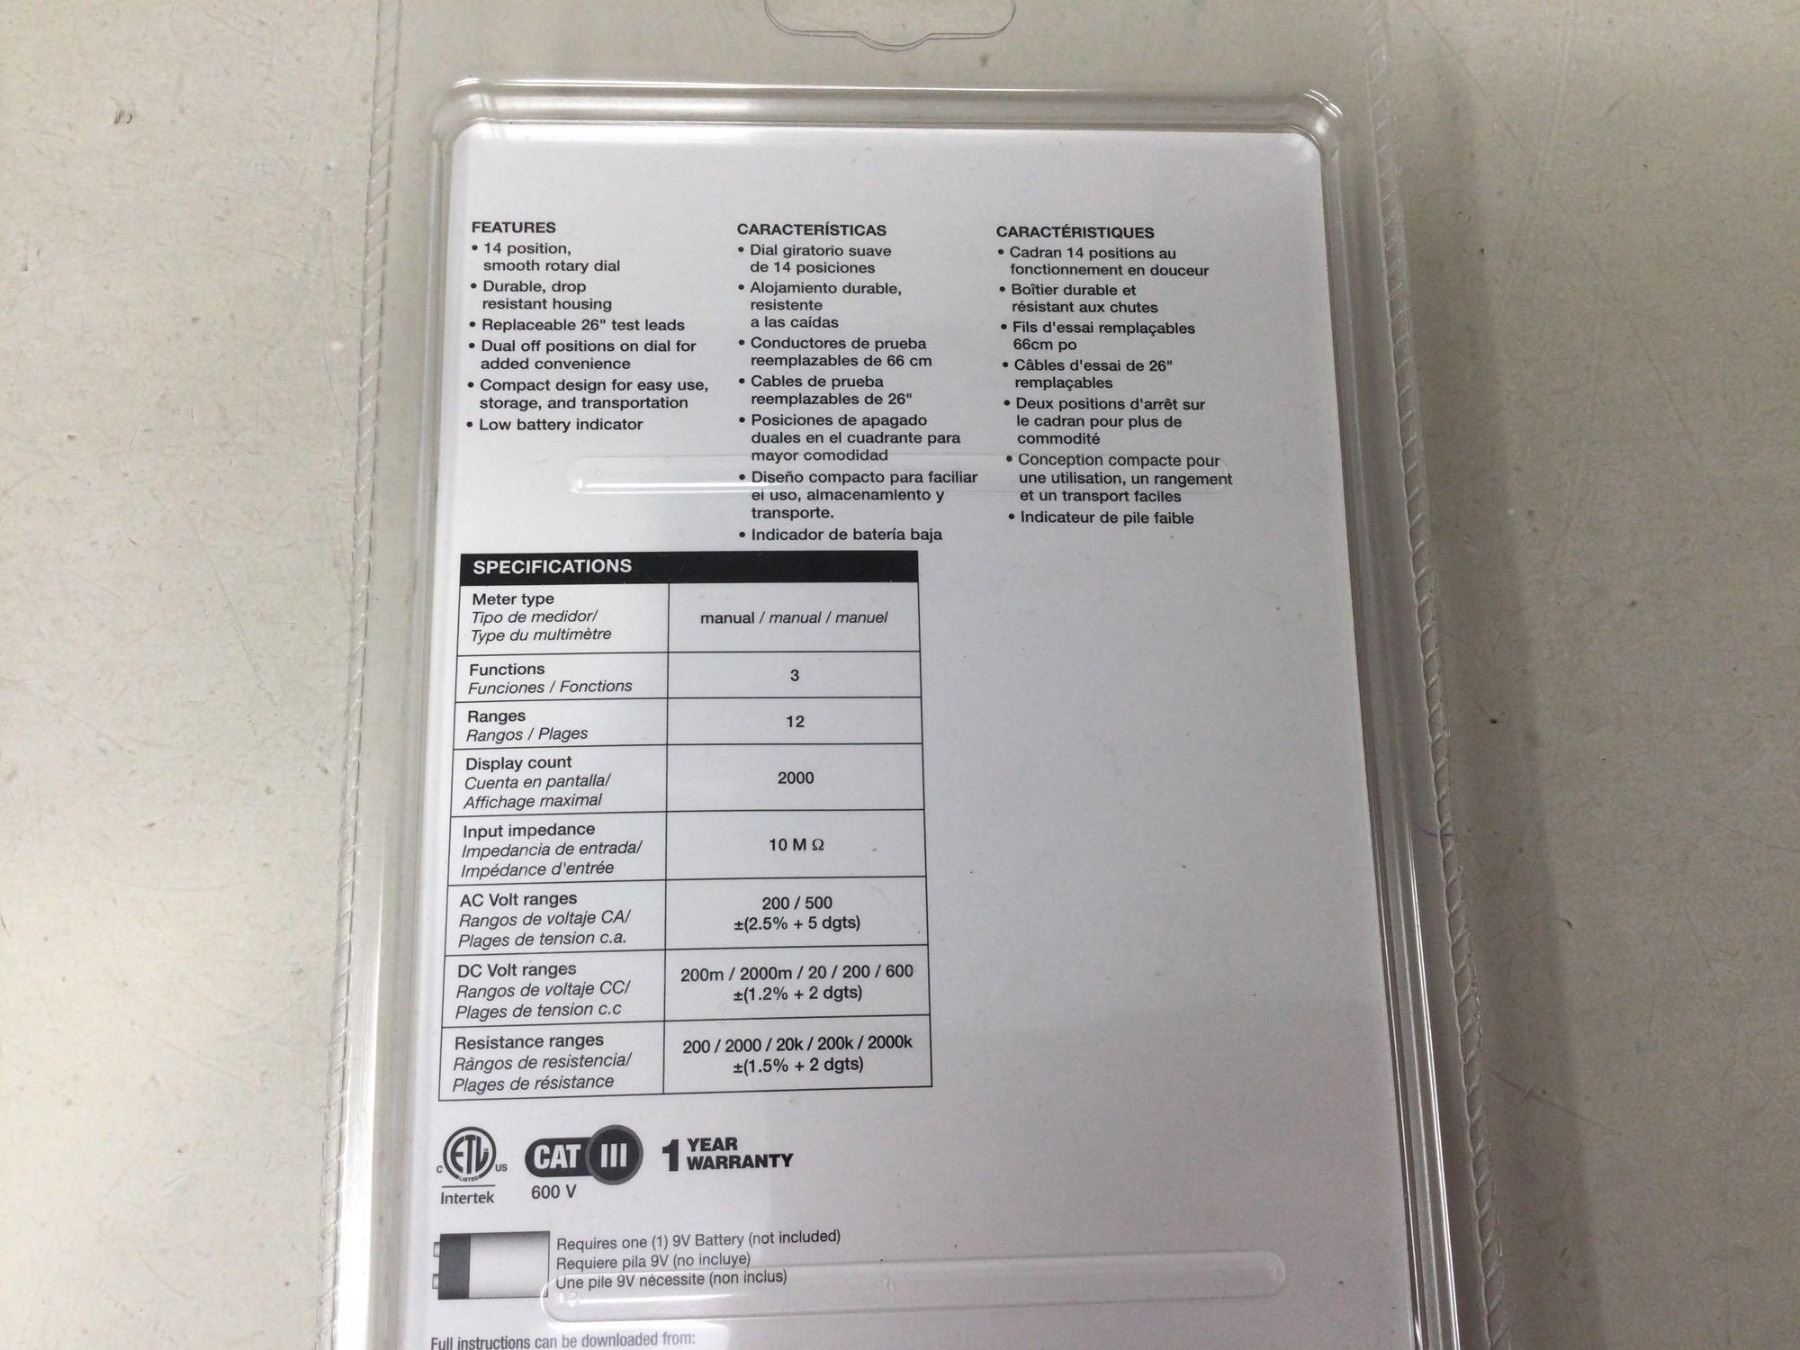 FEATURES
• 14 position,
smooth rotary dial
• Durable, drop
resistant housing
• Replaceable 26" test leads
• Dual off positions on dial for
added convenience
• Compact design for easy use,
storage, and transportation
• Low battery indicator
CARACTERÍSTICAS
• Dial giratorio suave
de 14 posiciones
• Alojamiento durable,
resistente
a las caídas
• Conductores de prueba
reemplazables de 66 cm
• Cables de prueba
reemplazables de 26"
• Posiciones de apagado
duales en el cuadrante para
mayor comodidad
• Diseño compacto para faciliar
el uso, almacenamiento y
transporte.
• Indicador de batería baja
CARACTÉRISTIQUES
• Cadran 14 positions au
fonctionnement en douceur
• Boîtier durable et
résistant aux chutes
• Fils d'essai remplaçables
66cm po
• Câbles d'essai de 26"
remplaçables
• Deux positions d'arrêt sur
le cadran pour plus de
commodité
• Conception compacte pour
une utilisation, un rangement
et un transport faciles
• Indicateur de pile faible
SPECIFICATIONS
Meter type
Tipo de medidor/
Type du multimètre
manual / manual / manuel
Functions
Funciones / Fonctions
3
Ranges
Rangos / Plages
12
Display count
Cuenta en pantalla/
Affichage maximal
2000
Input impedance
Impedancia de entrada/
Impédance d'entrée
10 M Ω
AC Volt ranges
Rangos de voltaje CA/
Plages de tension c.a.
200 / 500
±(2.5% + 5 dgts)
DC Volt ranges
Rangos de voltaje CC/
Plages de tension c.c
200m / 2000m / 20 / 200 / 600
±(1.2% + 2 dgts)
Resistance ranges
Ràngos de resistencia/
Plages de résistance
200 / 2000 / 20k / 200k / 2000k
±(1.5% + 2 dgts)
C ETL US
LISTED
Intertek
CAT III
600 V
1 YEAR
WARRANTY
Requires one (1) 9V Battery (not included)
Requiere pila 9V (no incluye)
Une pile 9V nécessite (non inclus)
Full instructions can be downloaded from: